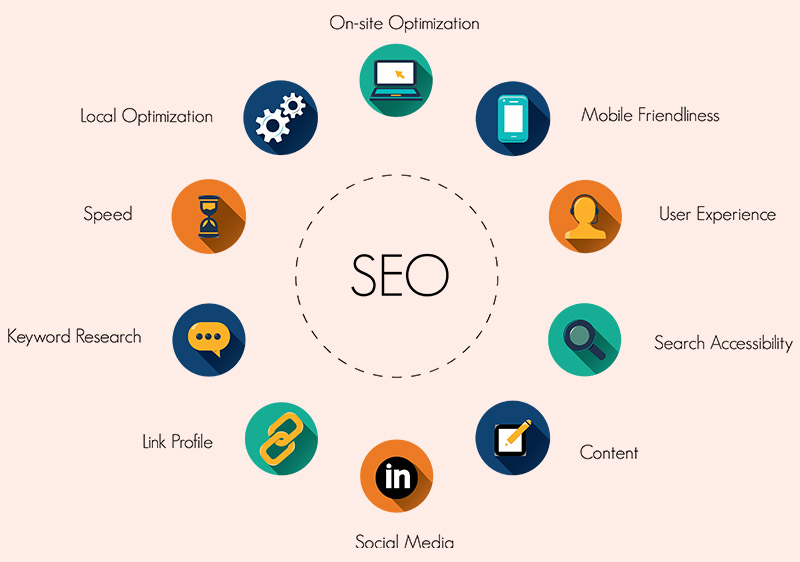 On-site Optimization
Local Optimization
Mobile Friendliness
Speed
User Experience
SEO
Keyword Research
Search Accessibility
Link Profile
Content
in
Social Media